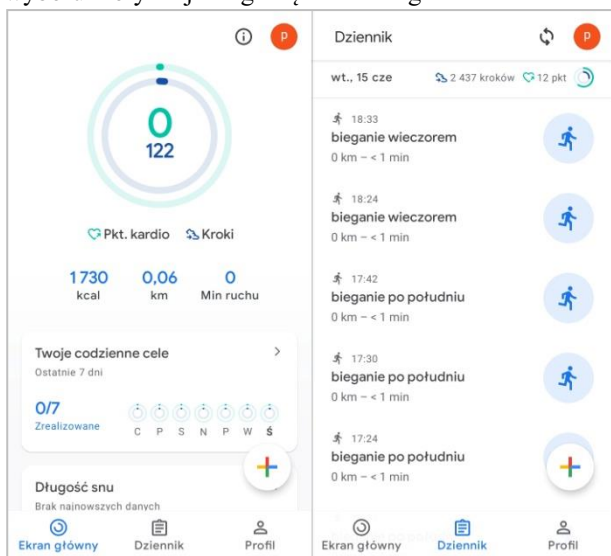 P
0
122
Pkt. kardio Kroki
1 730 0,06 0
kcal km Min ruchu
Twoje codzienne cele
Ostatnie 7 dni
0/7
Zrealizowane
C P S N P W Ś
Długość snu
Brak najnowszych danych
Ekran główny Dziennik Profil
Dziennik P
wt., 15 cze 2 437 kroków 12 pkt
18:33
bieganie wieczorem
0 km – < 1 min
18:24
bieganie wieczorem
0 km – < 1 min
17:42
bieganie po południu
0 km – < 1 min
17:30
bieganie po południu
0 km – < 1 min
17:24
bieganie po południu
0 km – < 1 min
Ekran główny Dziennik Profil